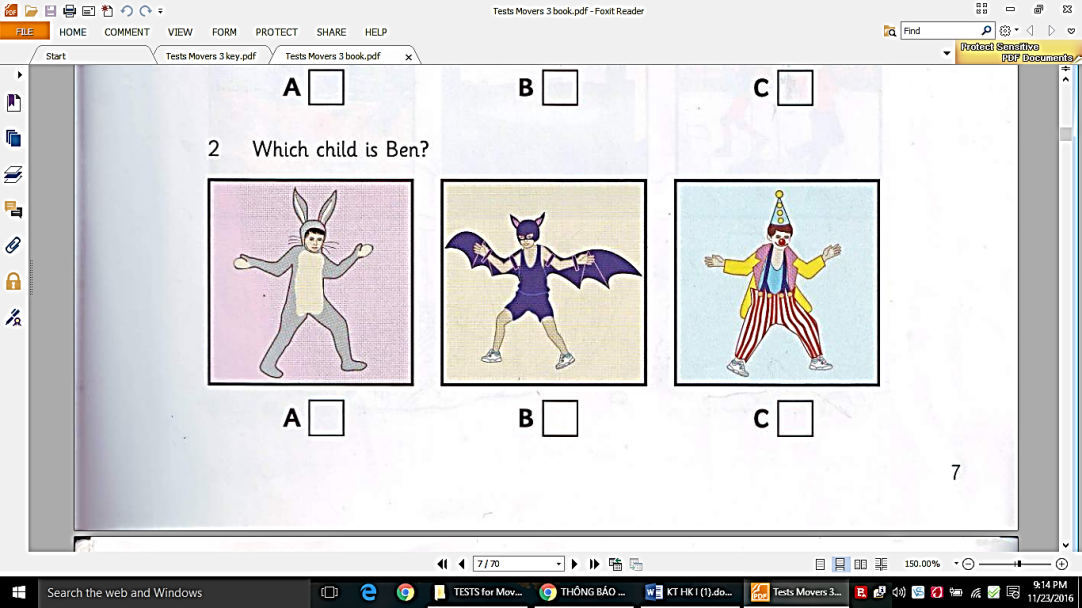 Tests Movers 3 book.pdf - Foxit Reader
FILE HOME COMMENT VIEW FORM PROTECT SHARE HELP
Find
Start Tests Movers 3 key.pdf Tests Movers 3 book.pdf
Protect Sensitive
PDF Documents
A B C
2 Which child is Ben?
A B C
7
7 / 70
150.00%
Search the web and Windows
TESTS for Mov...
THÔNG BÁO ...
KT HK I (1).do...
Tests Movers 3...
9:14 PM
11/23/2016